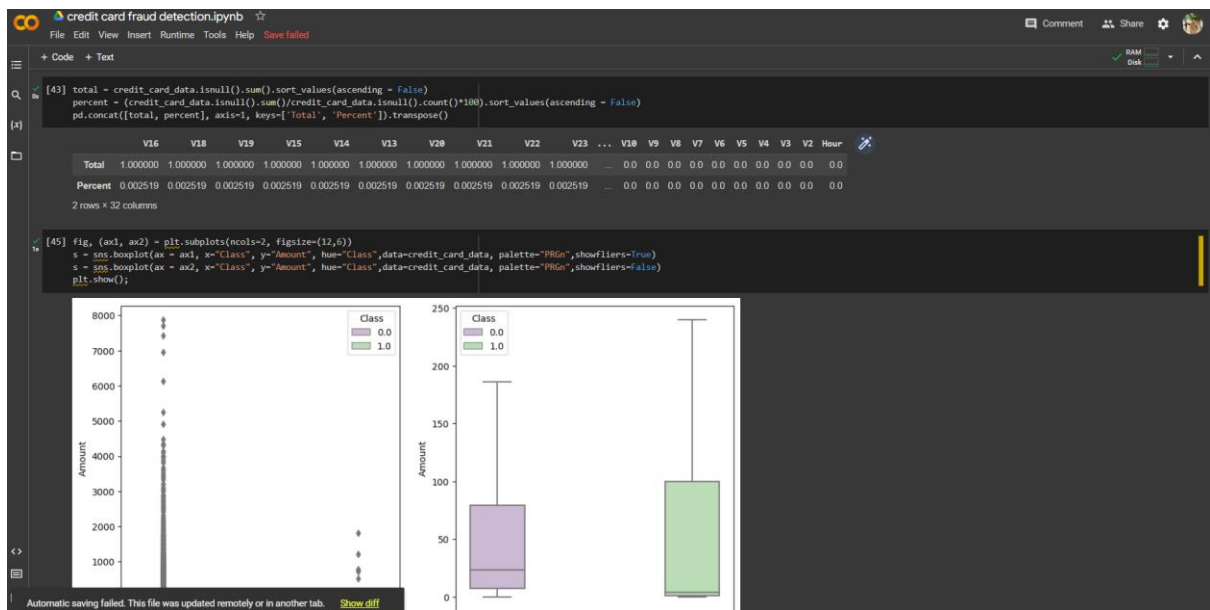 credit card fraud detection.ipynb
Comment Share
File Edit View Insert Runtime Tools Help Save failed
+ Code + Text
RAM
Disk
[43] total = credit_card_data.isnull().sum().sort_values(ascending = False)
0s
percent = (credit_card_data.isnull().sum()/credit_card_data.isnull().count()*100).sort_values(ascending = False)
pd.concat([total, percent], axis=1, keys=['Total', 'Percent']).transpose()
{x}
V16 V18 V19 V15 V14 V13 V20 V21 V22 V23 ... V10 V9 V8 V7 V6 V5 V4 V3 V2 Hour
Total 1.000000 1.000000 1.000000 1.000000 1.000000 1.000000 1.000000 1.000000 1.000000 1.000000 ... 0.0 0.0 0.0 0.0 0.0 0.0 0.0 0.0 0.0 0.0
Percent 0.002519 0.002519 0.002519 0.002519 0.002519 0.002519 0.002519 0.002519 0.002519 0.002519 ... 0.0 0.0 0.0 0.0 0.0 0.0 0.0 0.0 0.0 0.0
2 rows × 32 columns
[45] fig, (ax1, ax2) = plt.subplots(ncols=2, figsize=(12,6))
1s
s = sns.boxplot(ax = ax1, x="Class", y="Amount", hue="Class",data=credit_card_data, palette="PRGn",showfliers=True)
s = sns.boxplot(ax = ax2, x="Class", y="Amount", hue="Class",data=credit_card_data, palette="PRGn",showfliers=False)
plt.show();
8000
7000
6000
5000
4000
3000
2000
1000
Amount
Class
0.0
1.0
250
200
150
100
50
0
Amount
Class
0.0
1.0
<>
Automatic saving failed. This file was updated remotely or in another tab. Show diff